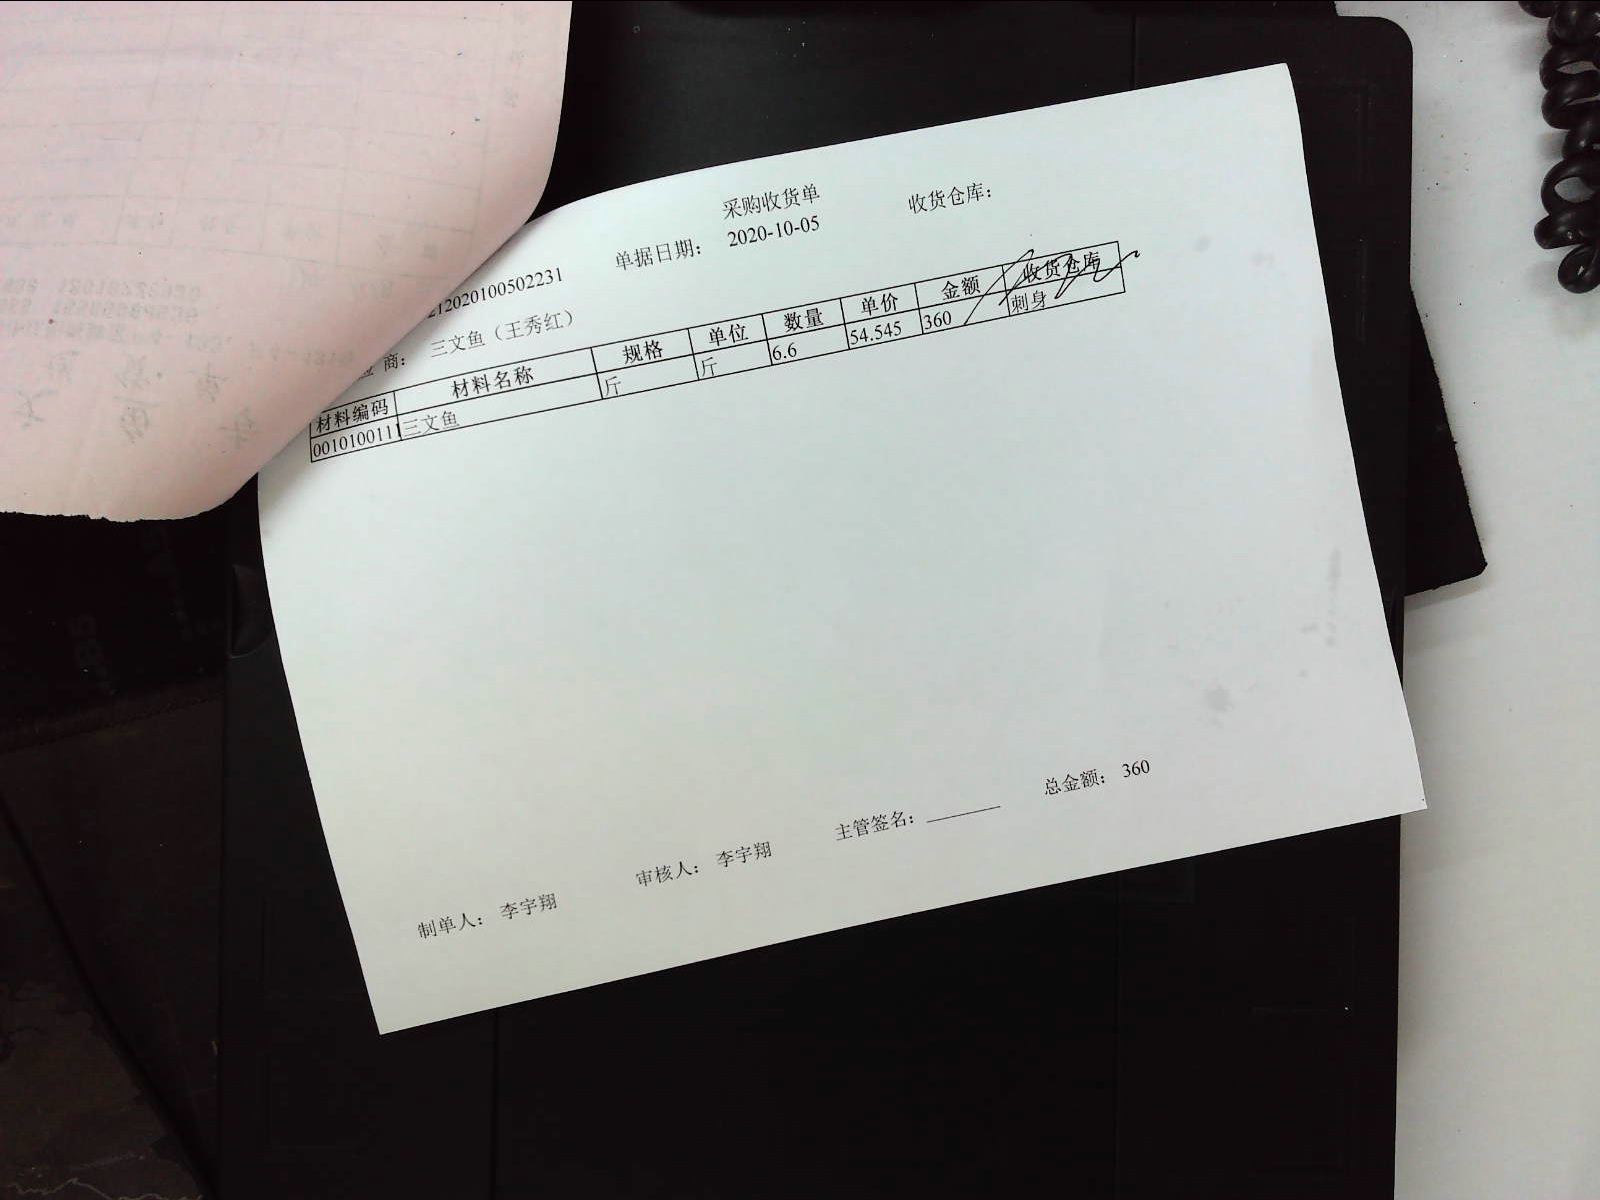 采购收货单
收货仓库：
单据日期： 2020-10-05
212020100502231
商： 三文鱼（王秀红）
材料编码 材料名称 规格 单位 数量 单价 金额 收货仓库
0010100111 三文鱼 斤 斤 6.6 54.545 360 刺身
制单人： 李宇翔 审核人： 李宇翔 主管签名： 总金额： 360